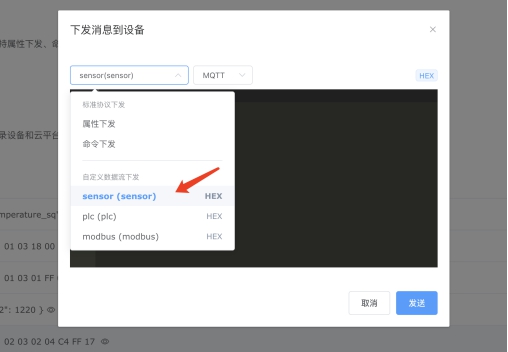 下发消息到设备
持属性下发、命
sensor(sensor)
MQTT
HEX
标准协议下发
属性下发
录设备和云平台
命令下发
自定义数据流下发
sensor (sensor) HEX
mperature_sq"
plc (plc) HEX
modbus (modbus) HEX
01 03 18 00
01 03 01 FF
2": 1220 }
取消
发送
02 03 02 04 C4 FF 17